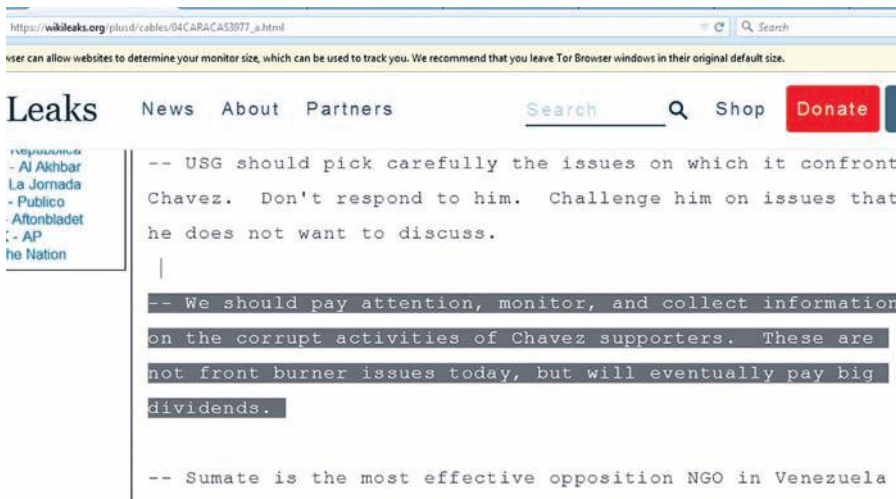 https://wikileaks.org/plusd/cables/04CARACAS3977_a.html
Search
wser can allow websites to determine your monitor size, which can be used to track you. We recommend that you leave Tor Browser windows in their original default size.
Leaks
News About Partners
Search
Shop
Donate
- Al Akhbar
La Jornada
- Publico
Aftonbladet
- AP
he Nation
-- USG should pick carefully the issues on which it confront
Chavez. Don't respond to him. Challenge him on issues that
he does not want to discuss.
-- We should pay attention, monitor, and collect information
on the corrupt activities of Chavez supporters. These are
not front burner issues today, but will eventually pay big
dividends.
-- Sumate is the most effective opposition NGO in Venezuela